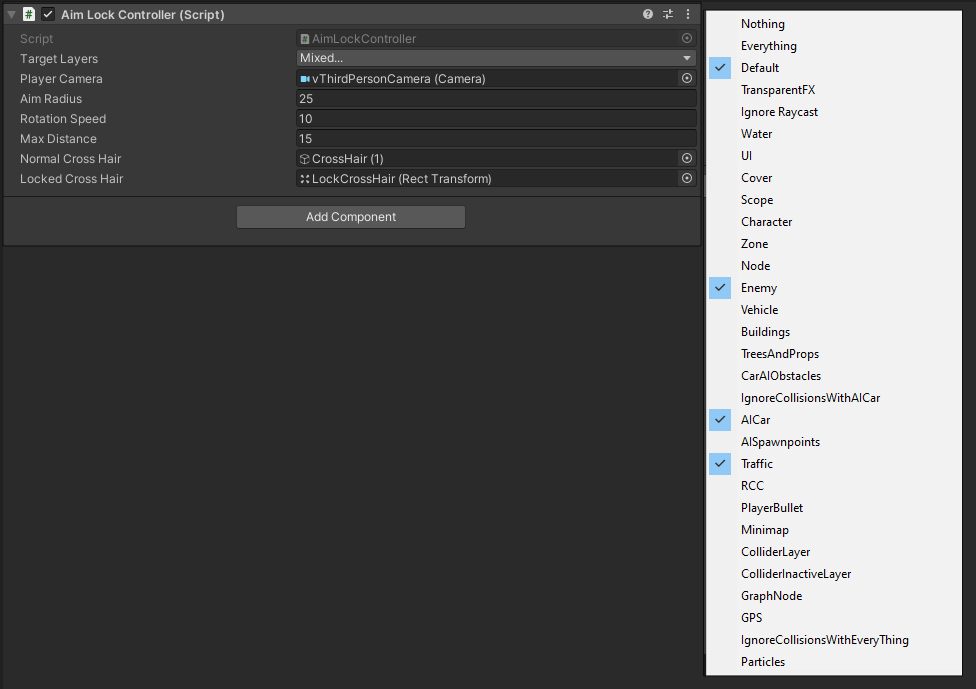 Aim Lock Controller (Script)
Script AimLockController
Target Layers Mixed...
Player Camera vThirdPersonCamera (Camera)
Aim Radius 25
Rotation Speed 10
Max Distance 15
Normal Cross Hair CrossHair (1)
Locked Cross Hair LockCrossHair (Rect Transform)
Add Component
Nothing
Everything
Default
TransparentFX
Ignore Raycast
Water
UI
Cover
Scope
Character
Zone
Node
Enemy
Vehicle
Buildings
TreesAndProps
CarAIObstacles
IgnoreCollisionsWithAICar
AICar
AISpawnpoints
Traffic
RCC
PlayerBullet
Minimap
ColliderLayer
ColliderInactiveLayer
GraphNode
GPS
IgnoreCollisionsWithEveryThing
Particles